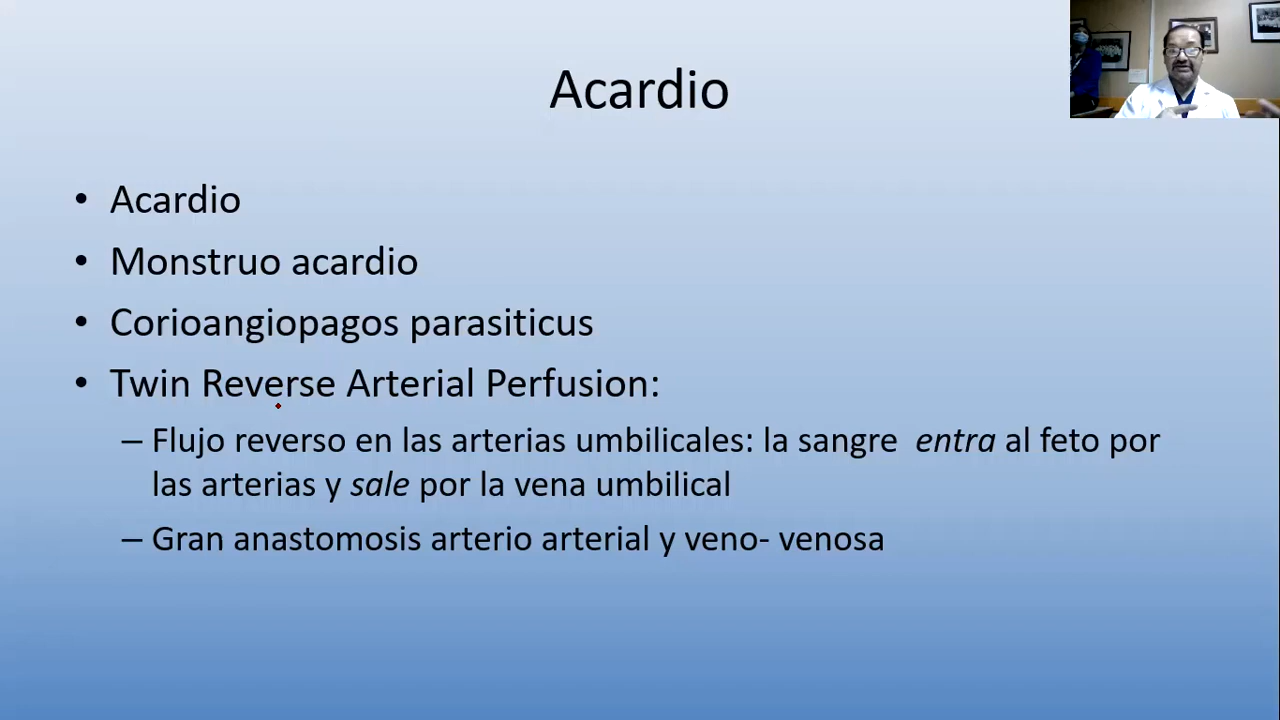 Acardio
• Acardio
• Monstruo acardio
• Corioangiopagos parasiticus
• Twin Reverse Arterial Perfusion:
– Flujo reverso en las arterias umbilicales: la sangre entra al feto por
las arterias y sale por la vena umbilical
– Gran anastomosis arterio arterial y veno- venosa